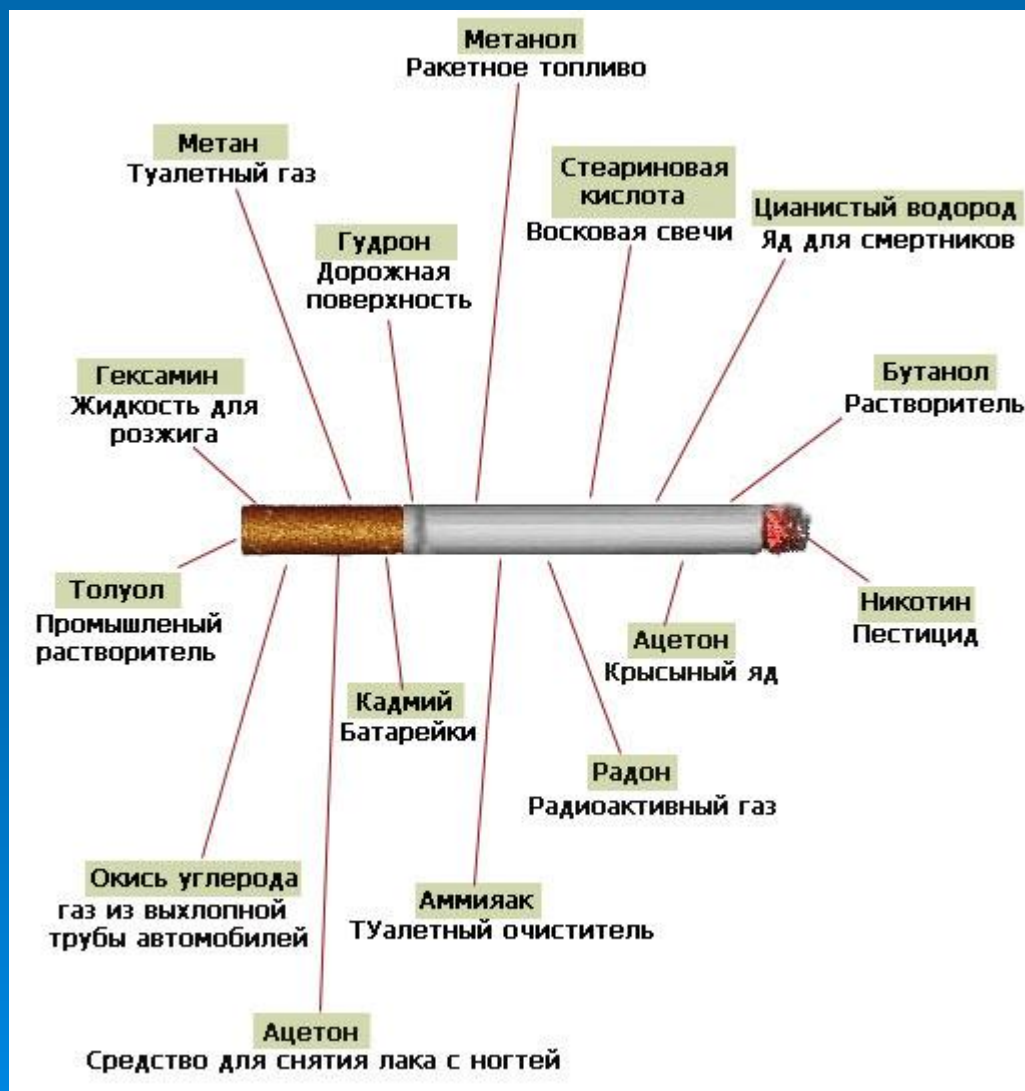 Метанол
Ракетное топливо
Метан
Туалетный газ
Стеариновая
кислота
Восковая свечи
Цианистый водород
Яд для смертников
Гудрон
Дорожная
поверхность
Гексамин
Жидкость для
розжига
Бутанол
Растворитель
Толуол
Промышленый
растворитель
Никотин
Пестицид
Ацетон
Крысыный яд
Кадмий
Батарейки
Радон
Радиоактивный газ
Окись углерода
газ из выхлопной
трубы автомобилей
Аммияак
ТУалетный очиститель
Ацетон
Средство для снятия лака с ногтей